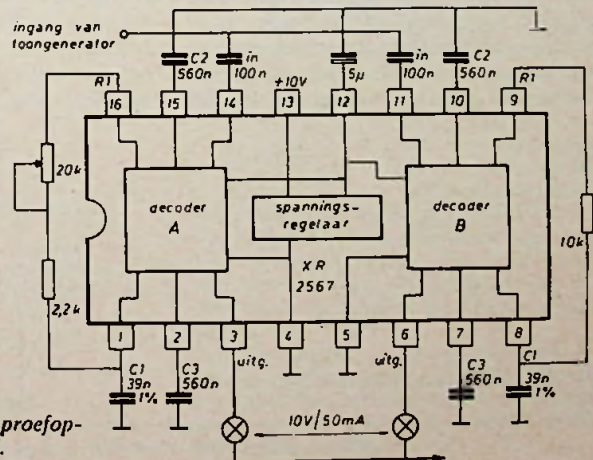 ingang van
toongenerator
C2
560n
in
100n
+10V
5µ
in
100n
C2
560n
R1
R1
16
15
14
13
12
11
10
9
20k
decoder
A
spannings-
regelaar
decoder
B
10k
XR
2567
2,2k
1
2
3
4
5
6
7
8
C1
39n
1%
C3
560n
uitg.
uitg.
C3
560n
C1
39n
1%
10V/50mA
proefop-